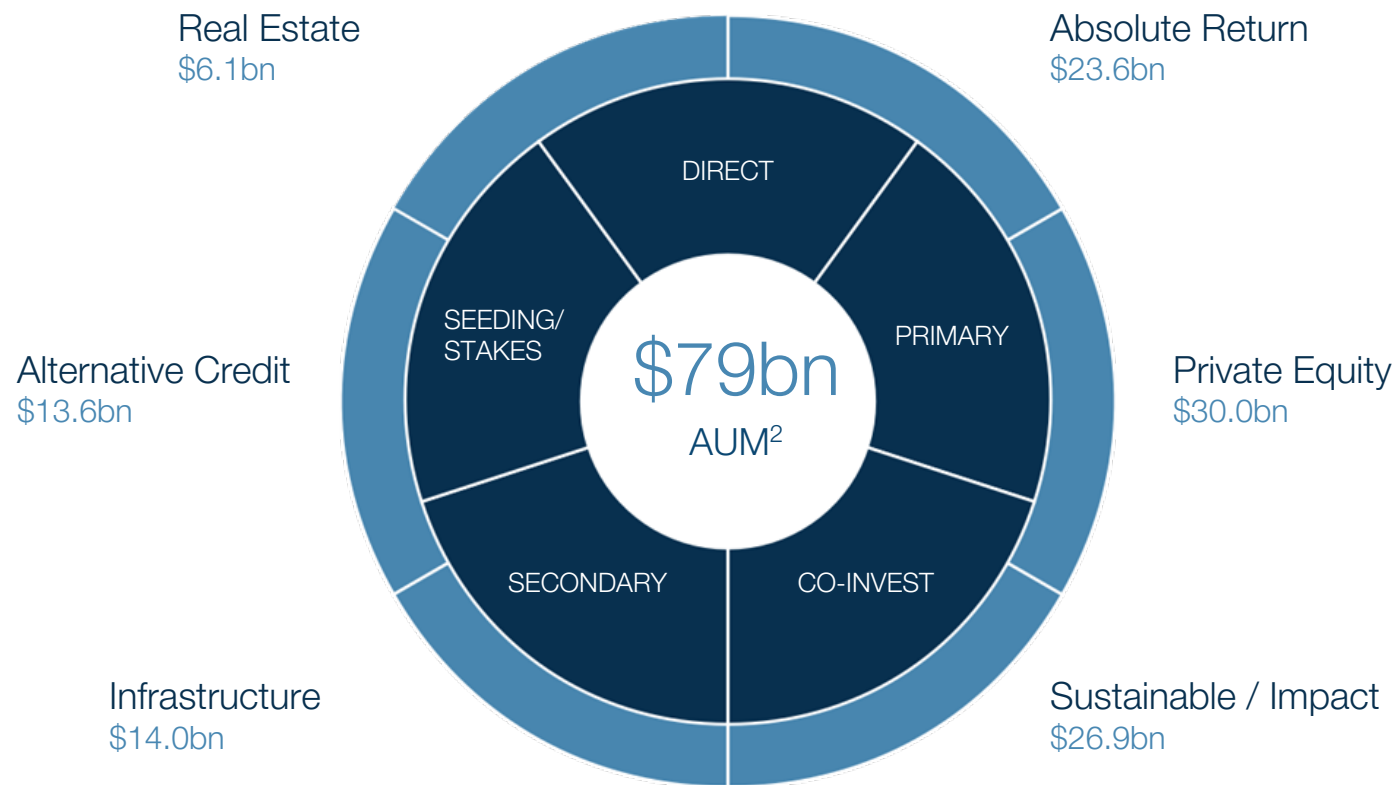 Real Estate
$6.1bn
Absolute Return
$23.6bn
DIRECT
SEEDING/
STAKES
PRIMARY
$79bn
AUM²
Alternative Credit
$13.6bn
Private Equity
$30.0bn
SECONDARY
CO-INVEST
Infrastructure
$14.0bn
Sustainable / Impact
$26.9bn